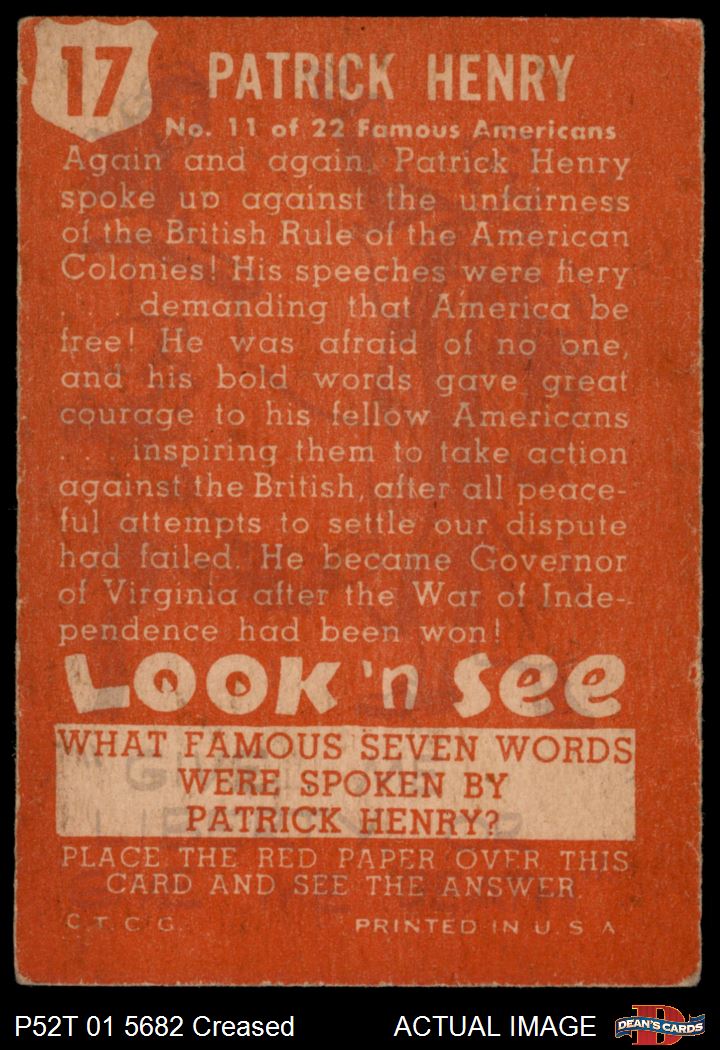 17
PATRICK HENRY
No. 11 of 22 Famous Americans
Again and again, Patrick Henry
spoke up against the unfairness
of the British Rule of the American
Colonies! His speeches were fiery
. . . demanding that America be
free! He was afraid of no one,
and his bold words gave great
courage to his fellow Americans
. . . inspiring them to take action
against the British, after all peace-
ful attempts to settle our dispute
had failed. He became Governor
of Virginia after the War of Inde-
pendence had been won!
LOOK 'n SEE
WHAT FAMOUS SEVEN WORDS
WERE SPOKEN BY
PATRICK HENRY?
GIVE ME
LIBERTY OR
PLACE THE RED PAPER OVER THIS
CARD AND SEE THE ANSWER.
C. T. C. G.
PRINTED IN U. S. A.
P52T 01 5682 Creased
ACTUAL IMAGE
DEAN'S CARDS